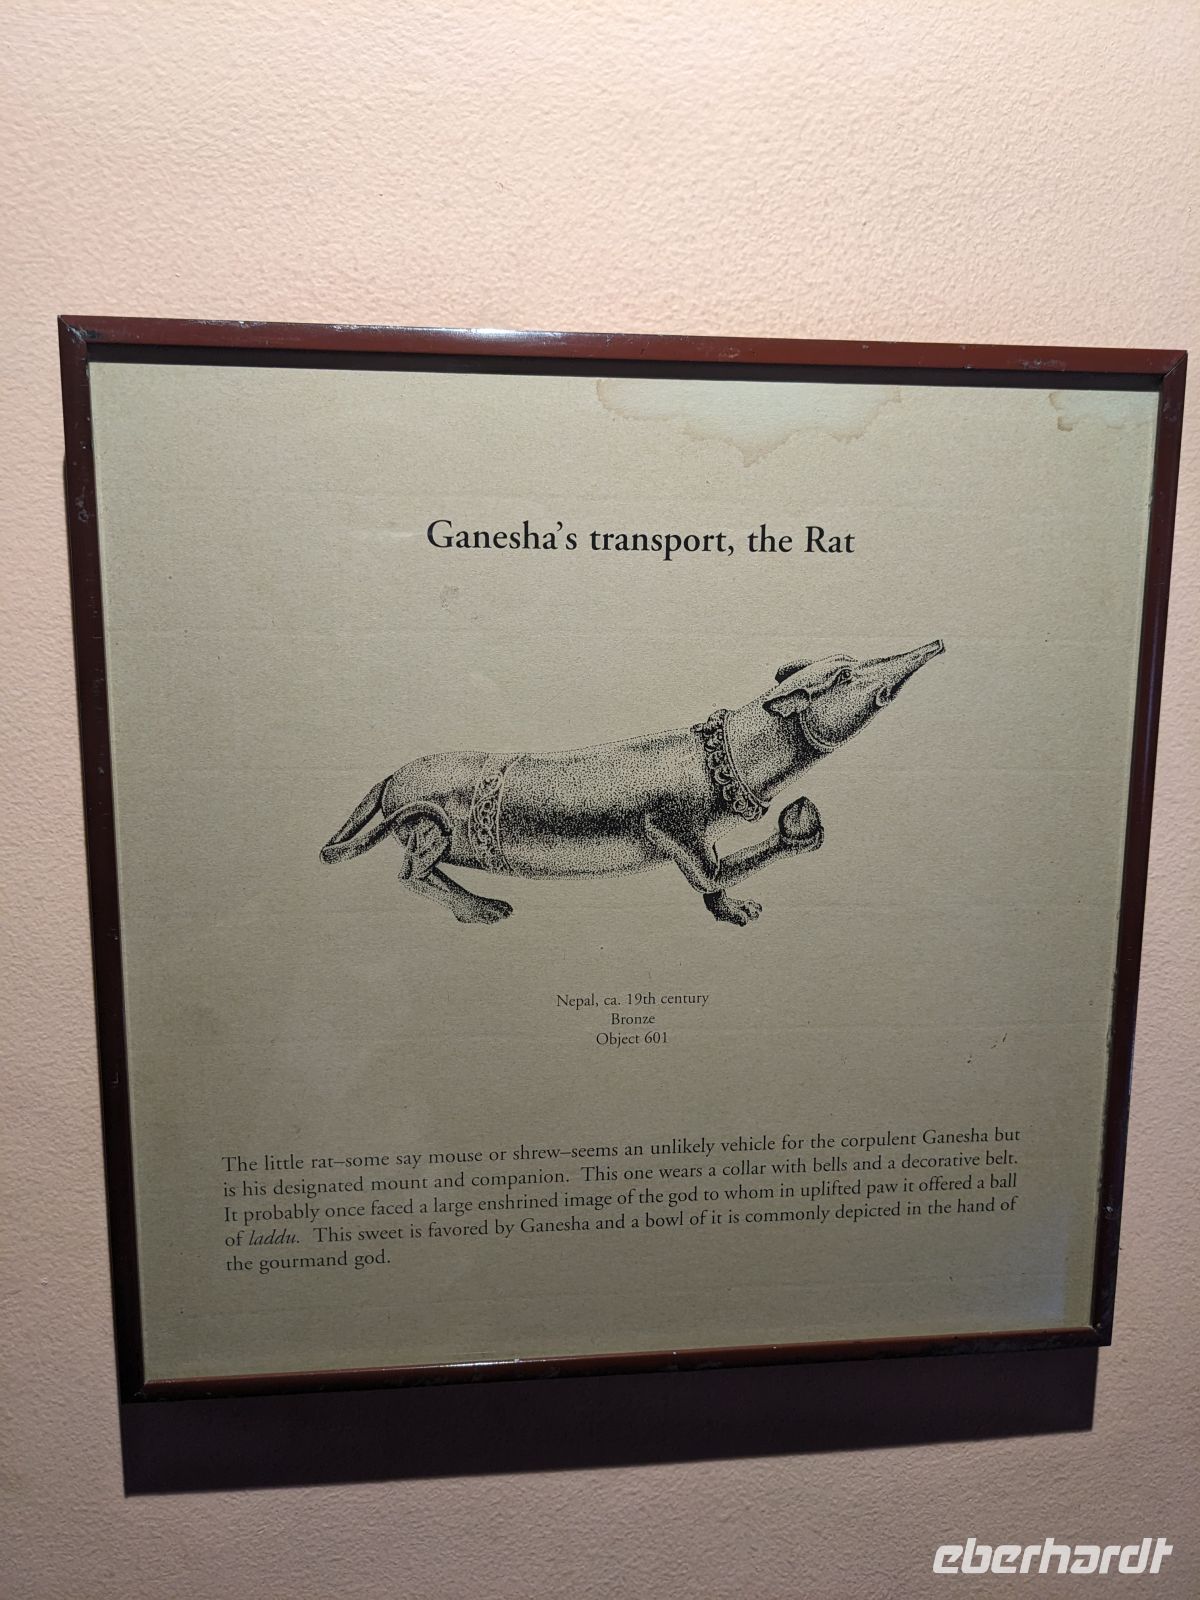 Ganesha's transport, the Rat
Nepal, ca. 19th century
Bronze
Object 601
The little rat–some say mouse or shrew–seems an unlikely vehicle for the corpulent Ganesha but
is his designated mount and companion. This one wears a collar with bells and a decorative belt.
It probably once faced a large enshrined image of the god to whom in uplifted paw it offered a ball
of laddu. This sweet is favored by Ganesha and a bowl of it is commonly depicted in the hand of
the gourmand god.
eberhardt